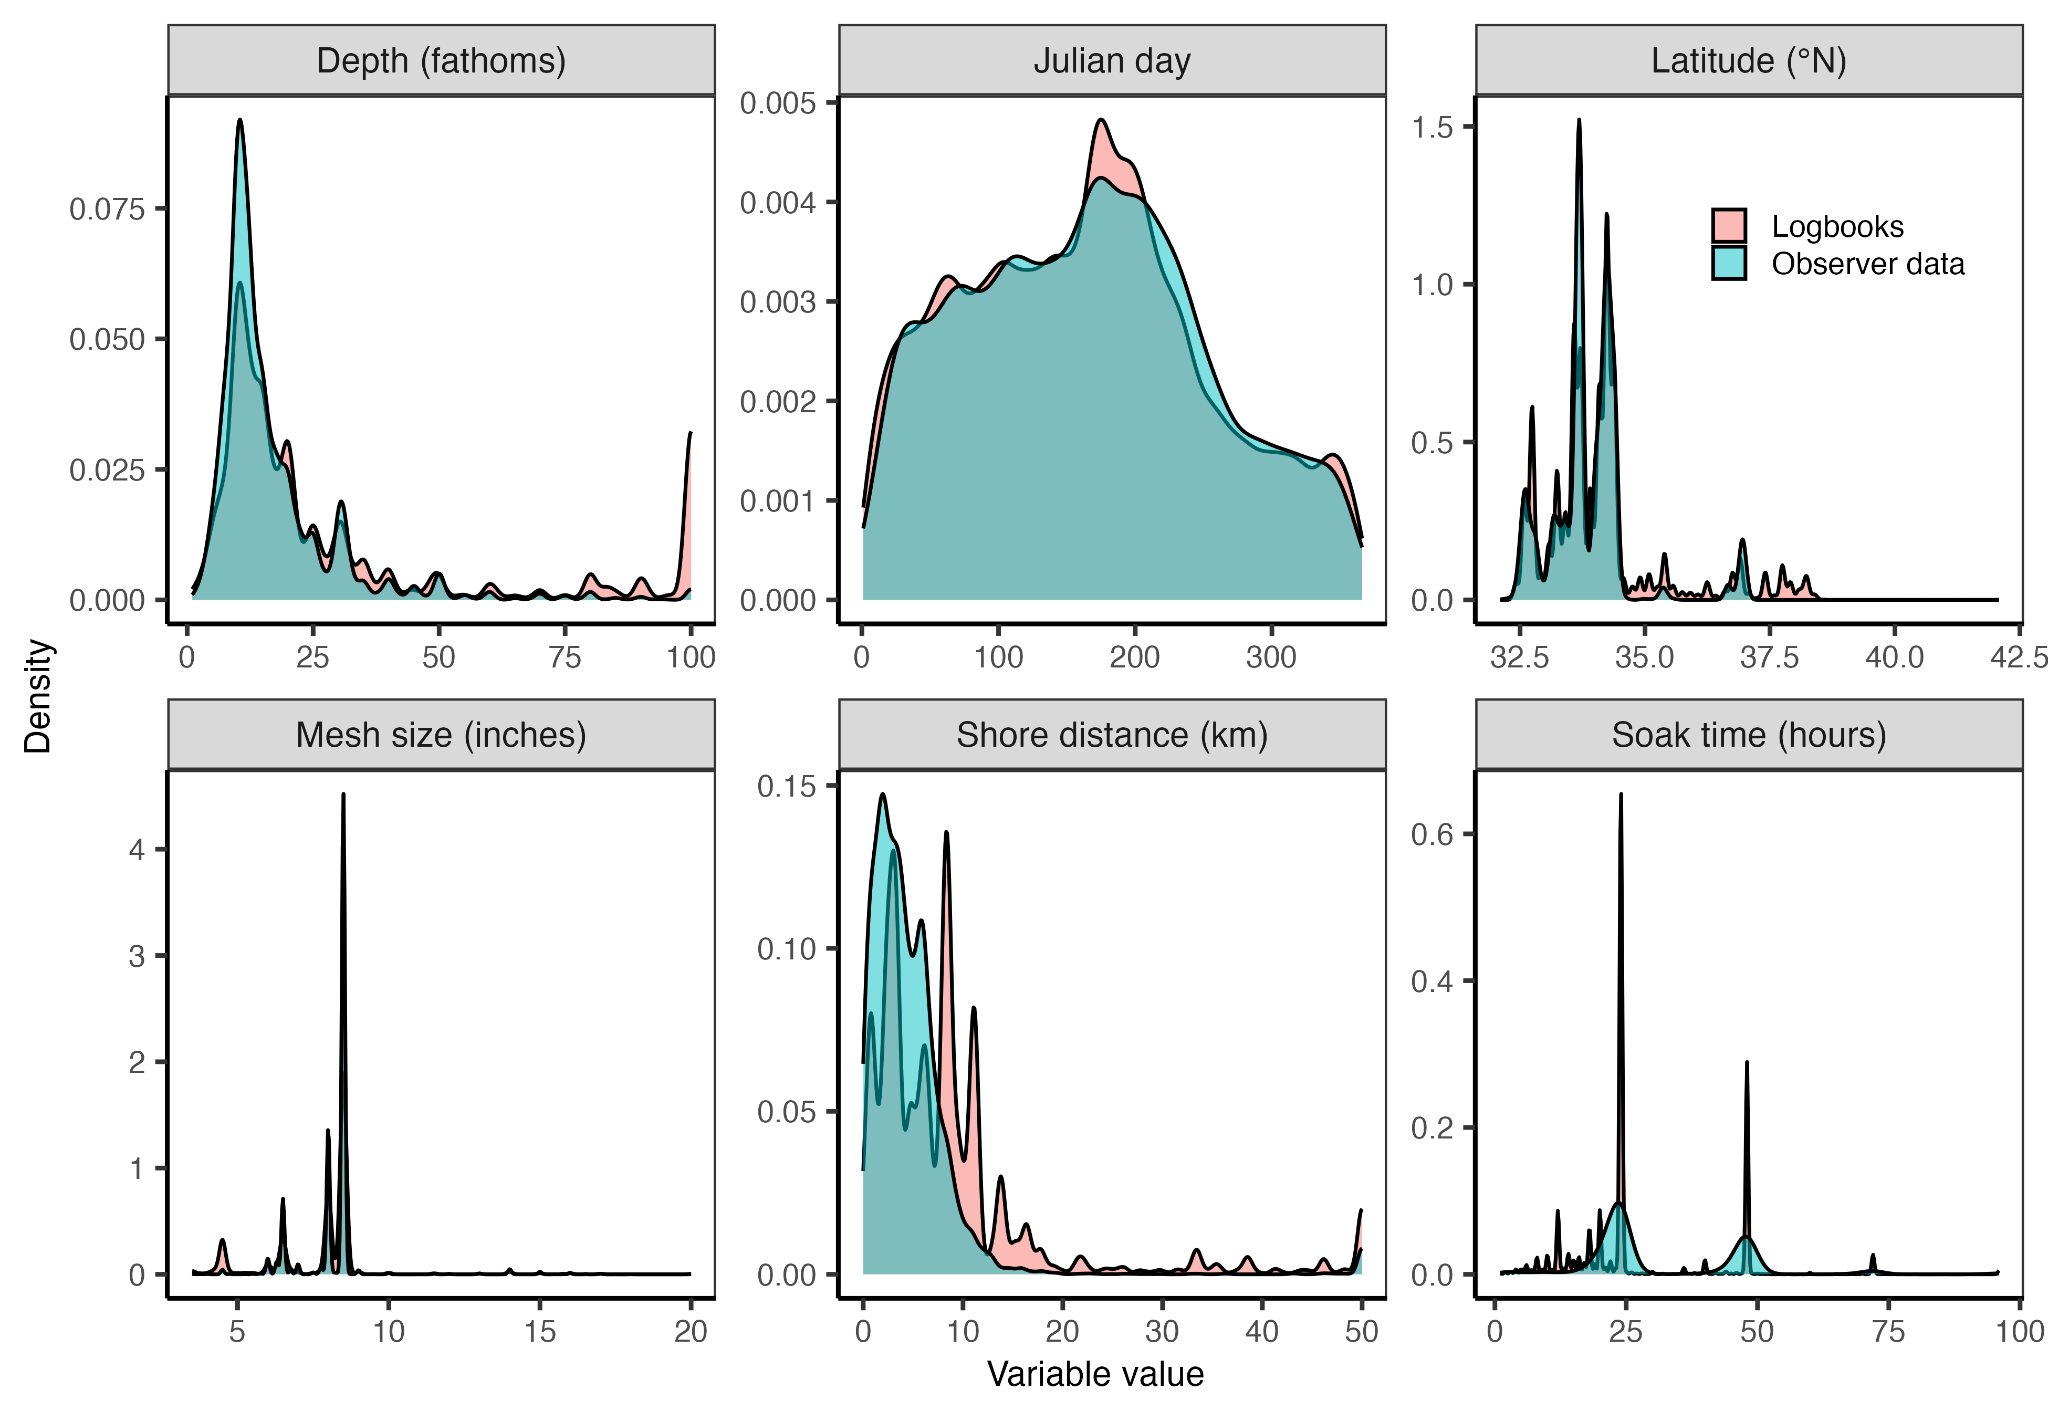 Depth (fathoms)
Julian day
Latitude (°N)
0.075
0.050
0.025
0.000
0 25 50 75 100
0.005
0.004
0.003
0.002
0.001
0.000
0 100 200 300
1.5
1.0
0.5
0.0
32.5 35.0 37.5 40.0 42.5
Logbooks
Observer data
Density
Mesh size (inches)
Shore distance (km)
Soak time (hours)
4
3
2
1
0
5 10 15 20
0.15
0.10
0.05
0.00
0 10 20 30 40 50
0.6
0.4
0.2
0.0
0 25 50 75 100
Variable value